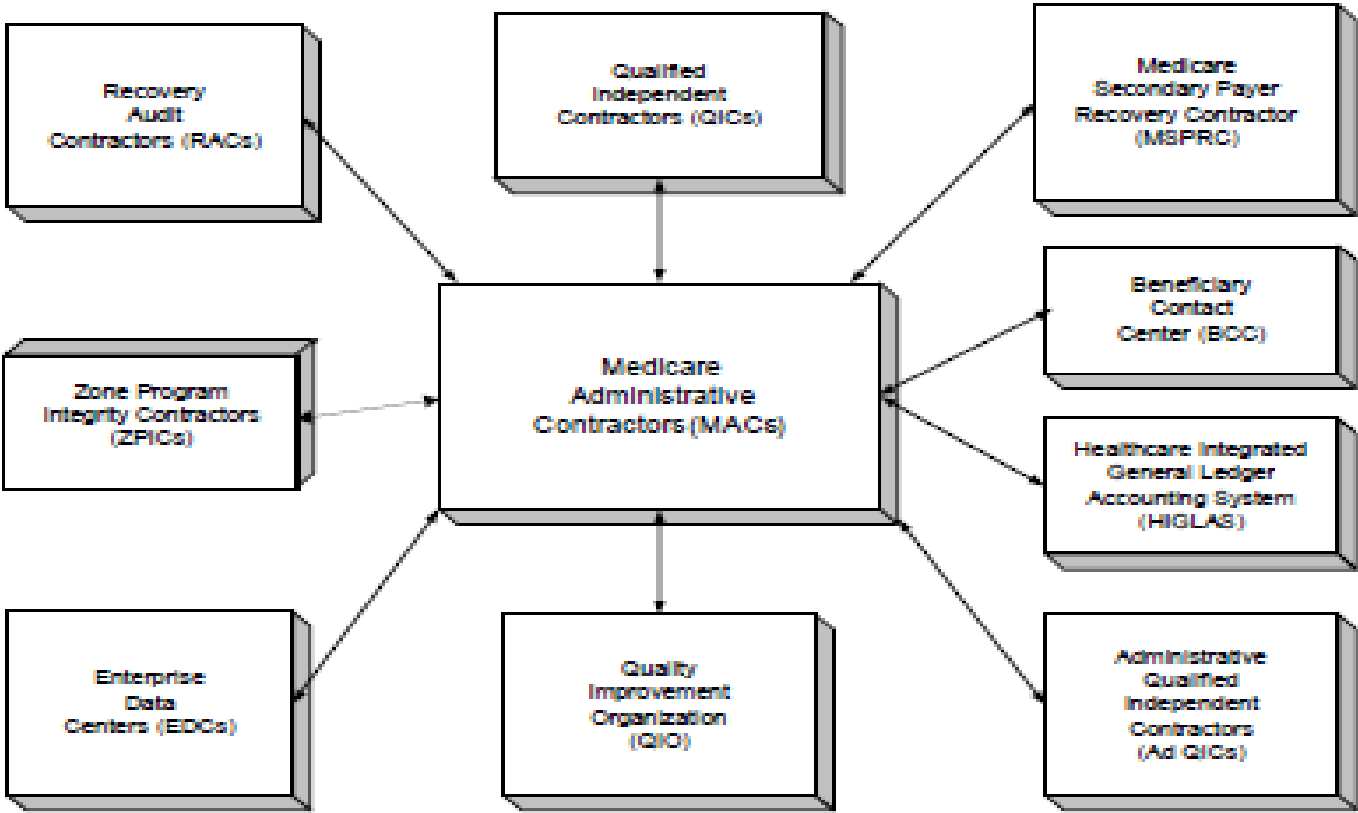 Recovery
Audit
Contractors (RACs)
Qualified
Independent
Contractors (QICs)
Medicare
Secondary Payer
Recovery Contractor
(MSPRC)
Beneficiary
Contact
Center (BCC)
Zone Program
Integrity Contractors
(ZPICs)
Medicare
Administrative
Contractors (MACs)
Healthcare Integrated
General Ledger
Accounting System
(HIGLAS)
Enterprise
Data
Centers (EDCs)
Quality
Improvement
Organization
(QIO)
Administrative
Qualified
Independent
Contractors
(Ad QICs)